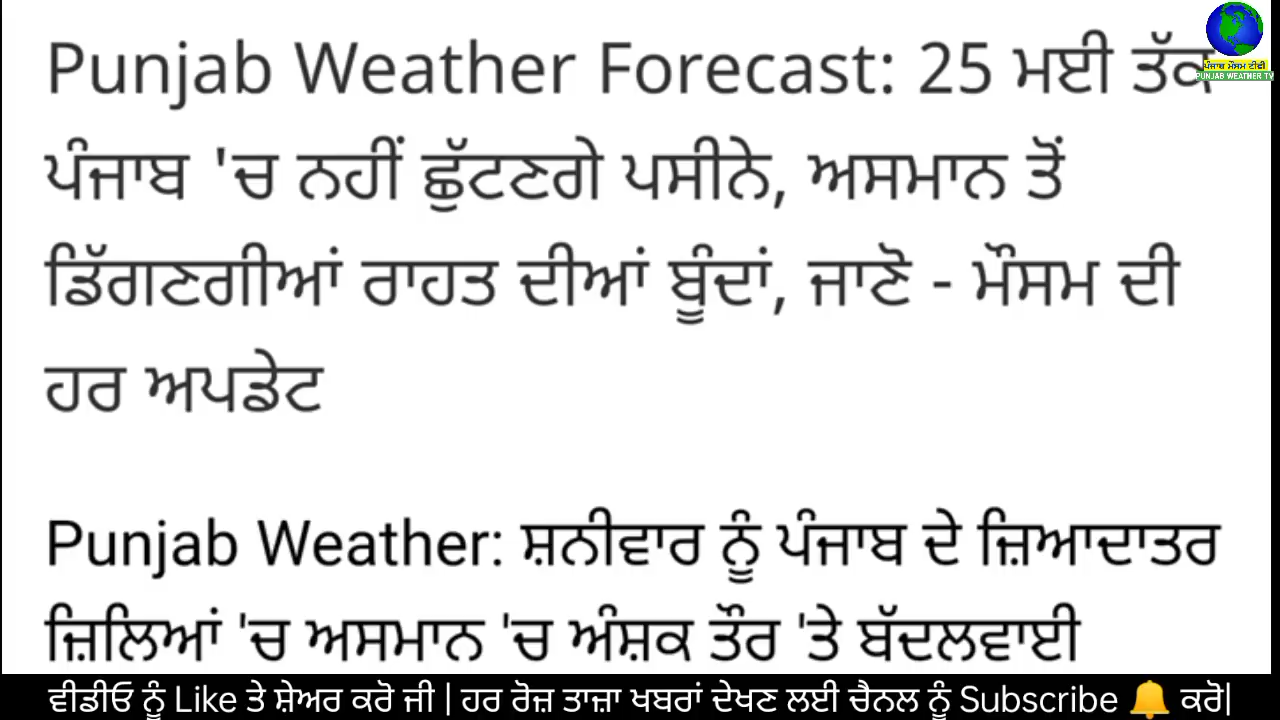 Punjab Weather Forecast: 25 ਮਈ ਤੱਕ
ਪੰਜਾਬ 'ਚ ਨਹੀਂ ਛੁੱਟਣਗੇ ਪਸੀਨੇ, ਅਸਮਾਨ ਤੋਂ
ਡਿੱਗਣਗੀਆਂ ਰਾਹਤ ਦੀਆਂ ਬੂੰਦਾਂ, ਜਾਣੋ - ਮੌਸਮ ਦੀ
ਹਰ ਅਪਡੇਟ
ਪੰਜਾਬ ਮੌਸਮ ਟੀਵੀ
PUNJAB WEATHER TV
Punjab Weather: ਸ਼ਨੀਵਾਰ ਨੂੰ ਪੰਜਾਬ ਦੇ ਜ਼ਿਆਦਾਤਰ
ਜ਼ਿਲਿਆਂ 'ਚ ਅਸਮਾਨ 'ਚ ਅੰਸ਼ਕ ਤੌਰ 'ਤੇ ਬੱਦਲਵਾਈ
ਵੀਡੀਓ ਨੂੰ Like ਤੇ ਸ਼ੇਅਰ ਕਰੋ ਜੀ | ਹਰ ਰੋਜ਼ ਤਾਜ਼ਾ ਖਬਰਾਂ ਦੇਖਣ ਲਈ ਚੈਨਲ ਨੂੰ Subscribe 🔔 ਕਰੋ|